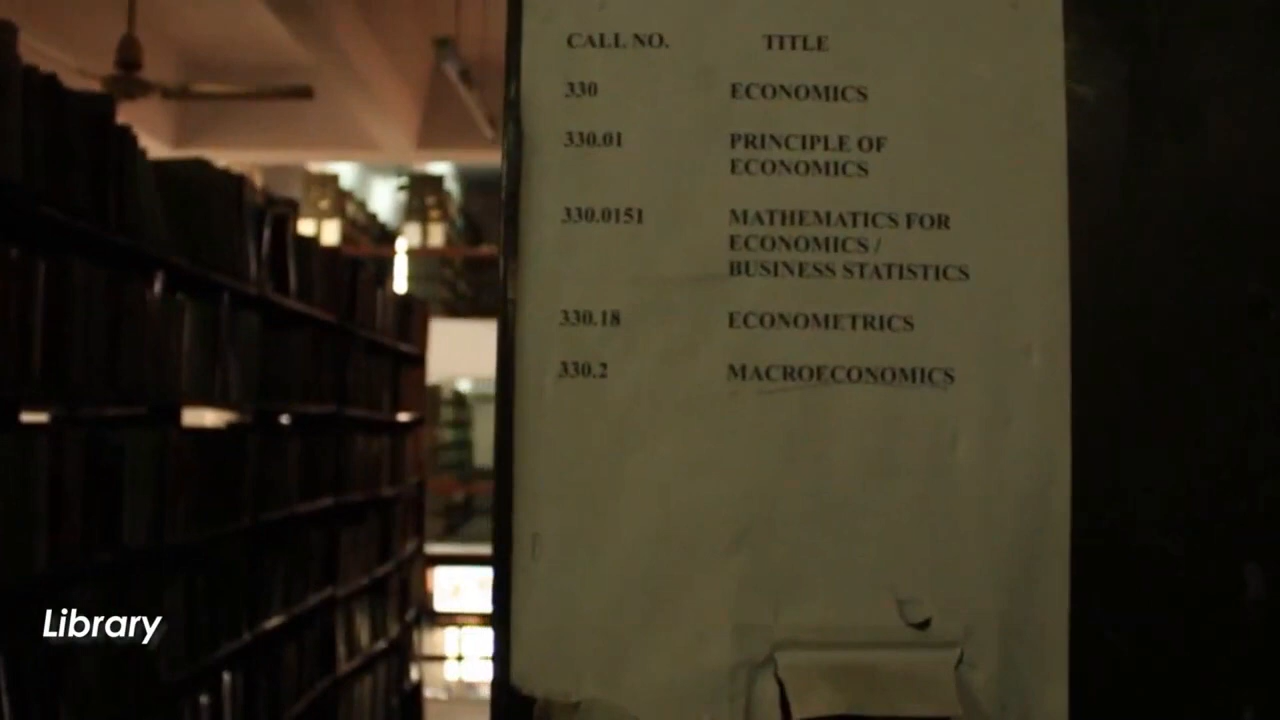 CALL NO. TITLE
330 ECONOMICS
330.01 PRINCIPLE OF
ECONOMICS
330.0151 MATHEMATICS FOR
ECONOMICS /
BUSINESS STATISTICS
330.18 ECONOMETRICS
330.2 MACROECONOMICS
Library